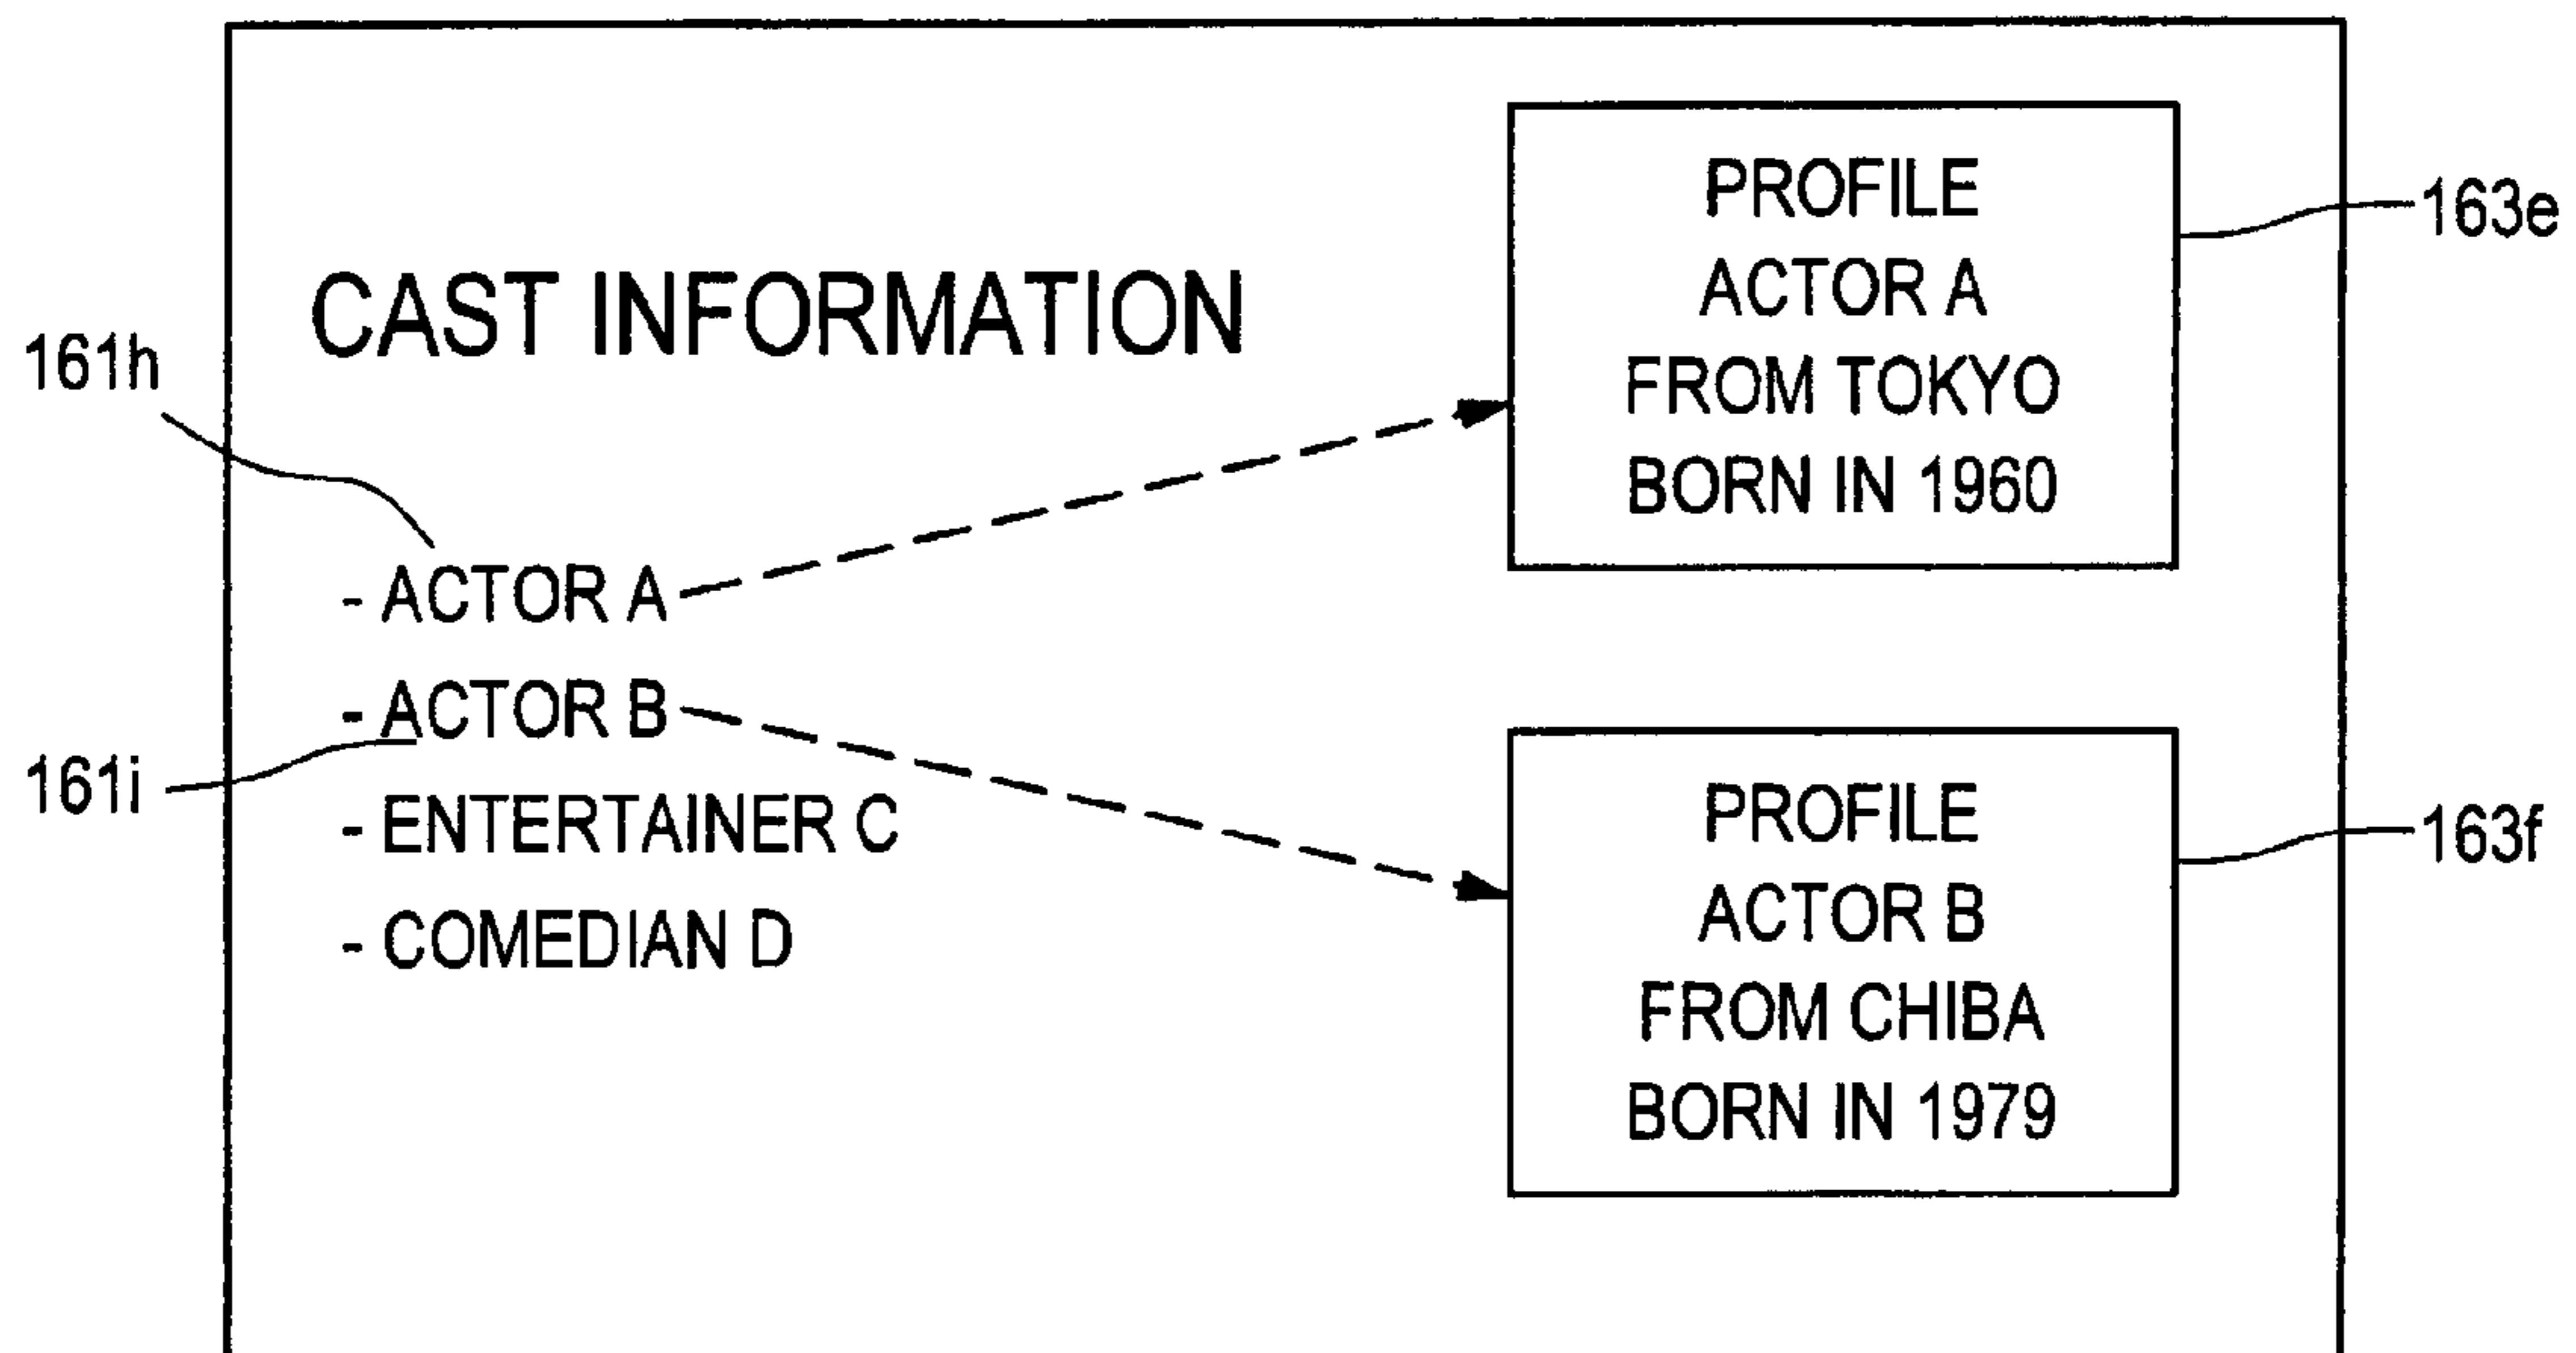 CAST INFORMATION
161h
- ACTOR A
- ACTOR B
161i
- ENTERTAINER C
- COMEDIAN D
PROFILE
ACTOR A
FROM TOKYO
BORN IN 1960
163e
PROFILE
ACTOR B
FROM CHIBA
BORN IN 1979
163f